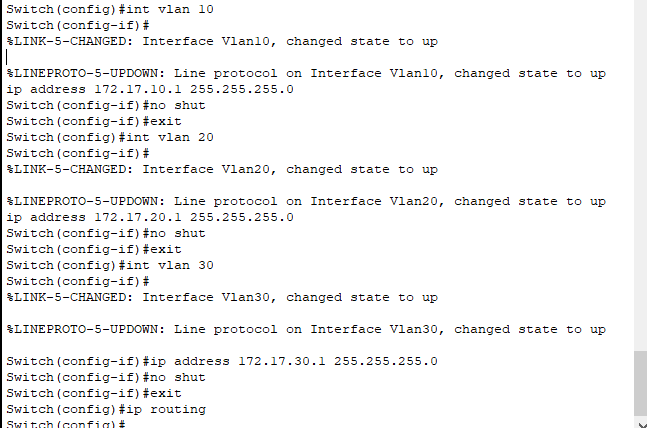 Switch(config)#int vlan 10
Switch(config-if)#
%LINK-5-CHANGED: Interface Vlan10, changed state to up
%LINEPROTO-5-UPDOWN: Line protocol on Interface Vlan10, changed state to up
ip address 172.17.10.1 255.255.255.0
Switch(config-if)#no shut
Switch(config-if)#exit
Switch(config)#int vlan 20
Switch(config-if)#
%LINK-5-CHANGED: Interface Vlan20, changed state to up
%LINEPROTO-5-UPDOWN: Line protocol on Interface Vlan20, changed state to up
ip address 172.17.20.1 255.255.255.0
Switch(config-if)#no shut
Switch(config-if)#exit
Switch(config)#int vlan 30
Switch(config-if)#
%LINK-5-CHANGED: Interface Vlan30, changed state to up
%LINEPROTO-5-UPDOWN: Line protocol on Interface Vlan30, changed state to up
Switch(config-if)#ip address 172.17.30.1 255.255.255.0
Switch(config-if)#no shut
Switch(config-if)#exit
Switch(config)#ip routing
Switch(config)#